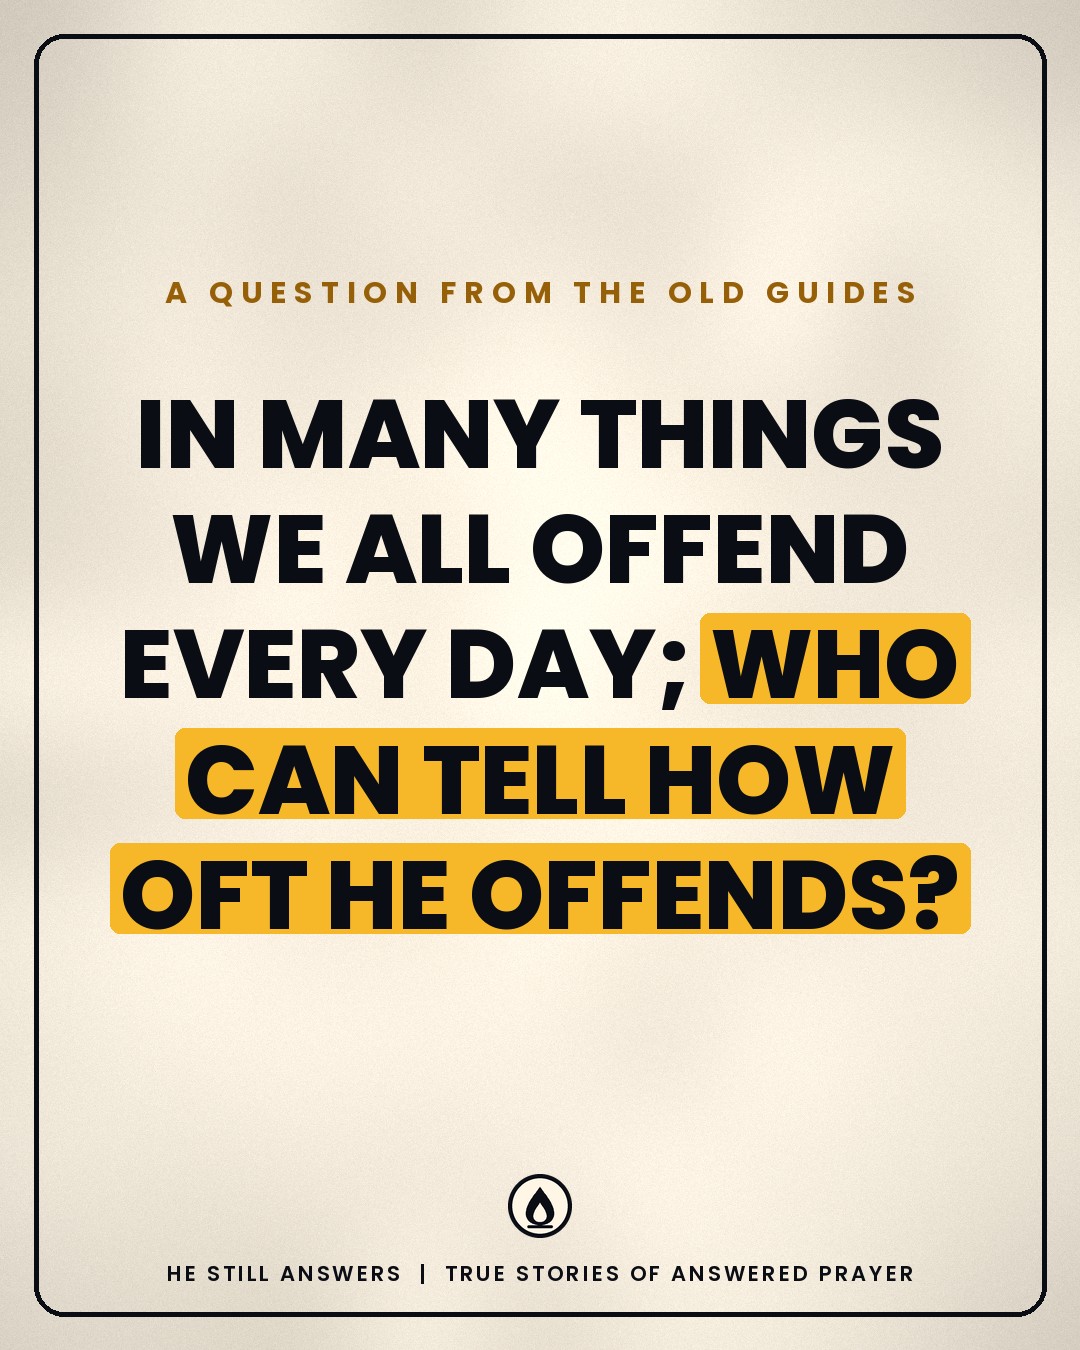 A QUESTION FROM THE OLD GUIDES
IN MANY THINGS
WE ALL OFFEND
EVERY DAY; WHO
CAN TELL HOW
OFT HE OFFENDS?
HE STILL ANSWERS | TRUE STORIES OF ANSWERED PRAYER